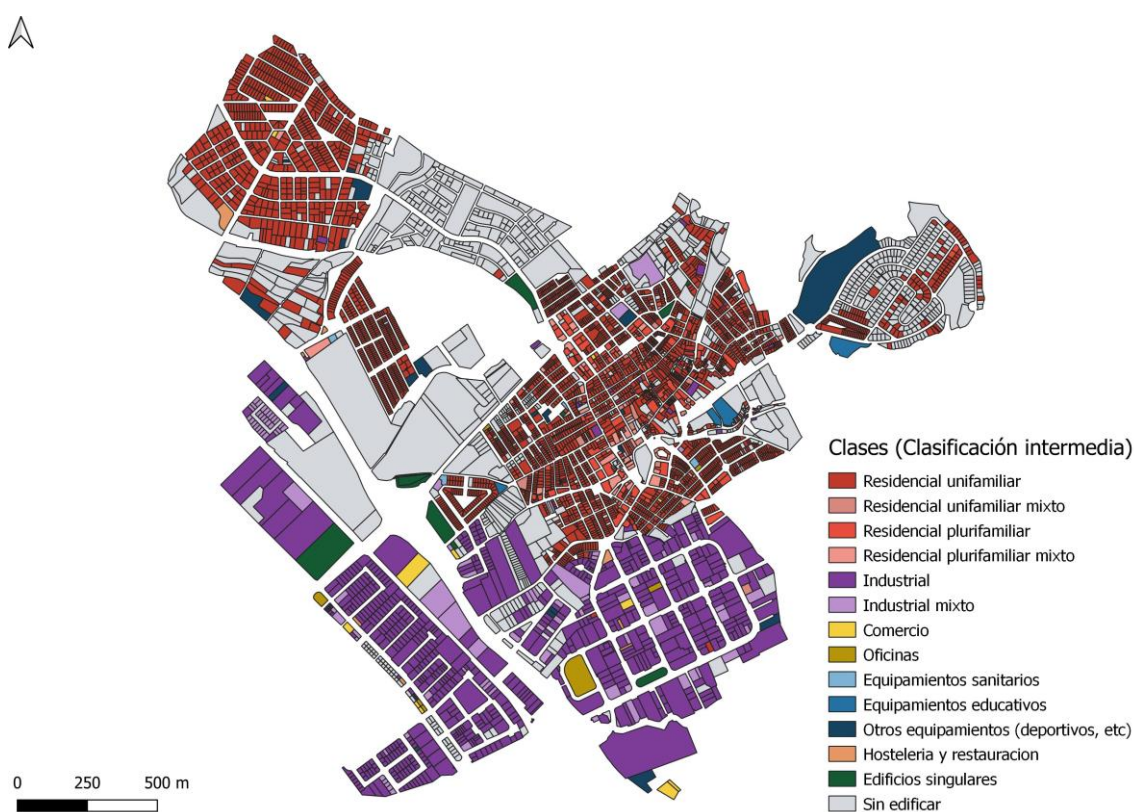 Clases (Clasificación intermedia)
Residencial unifamiliar
Residencial unifamiliar mixto
Residencial plurifamiliar
Residencial plurifamiliar mixto
Industrial
Industrial mixto
Comercio
Oficinas
Equipamientos sanitarios
Equipamientos educativos
Otros equipamientos (deportivos, etc)
Hosteleria y restauracion
Edificios singulares
Sin edificar
0 250 500 m